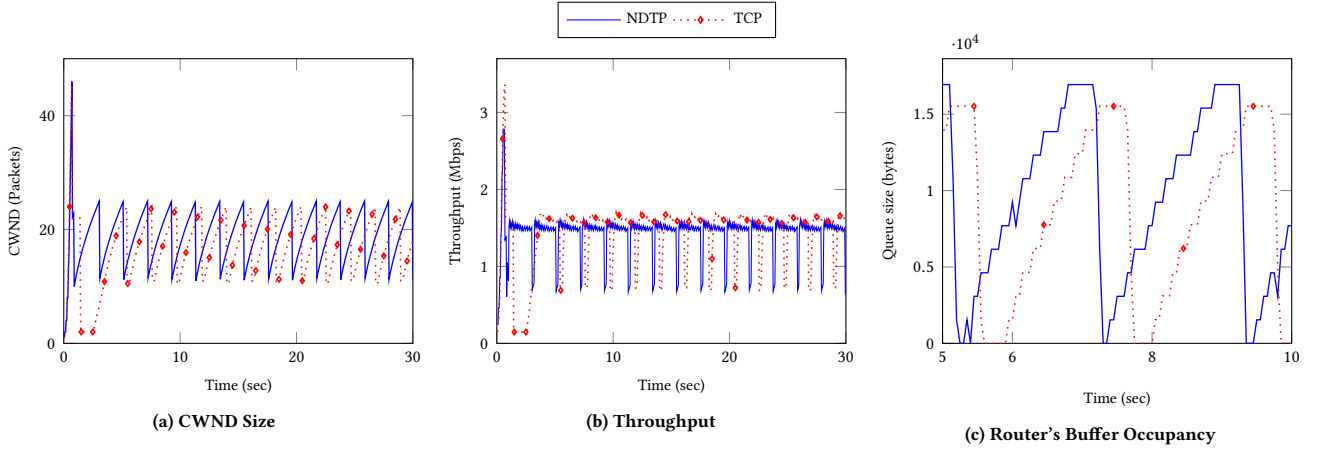 NDTP TCP
40
20
0
0 10 20 30
CWND (Packets)
Time (sec)
(a) CWND Size
3
2
1
0
0 10 20 30
Throughput (Mbps)
Time (sec)
(b) Throughput
·10⁴
1.5
1
0.5
0
5 6 8 10
Queue size (bytes)
Time (sec)
(c) Router's Buffer Occupancy